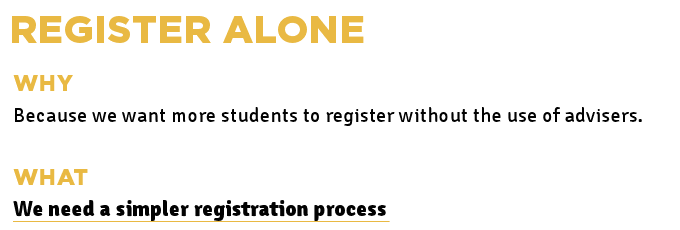 REGISTER ALONE
WHY
Because we want more students to register without the use of advisers.
WHAT
We need a simpler registration process